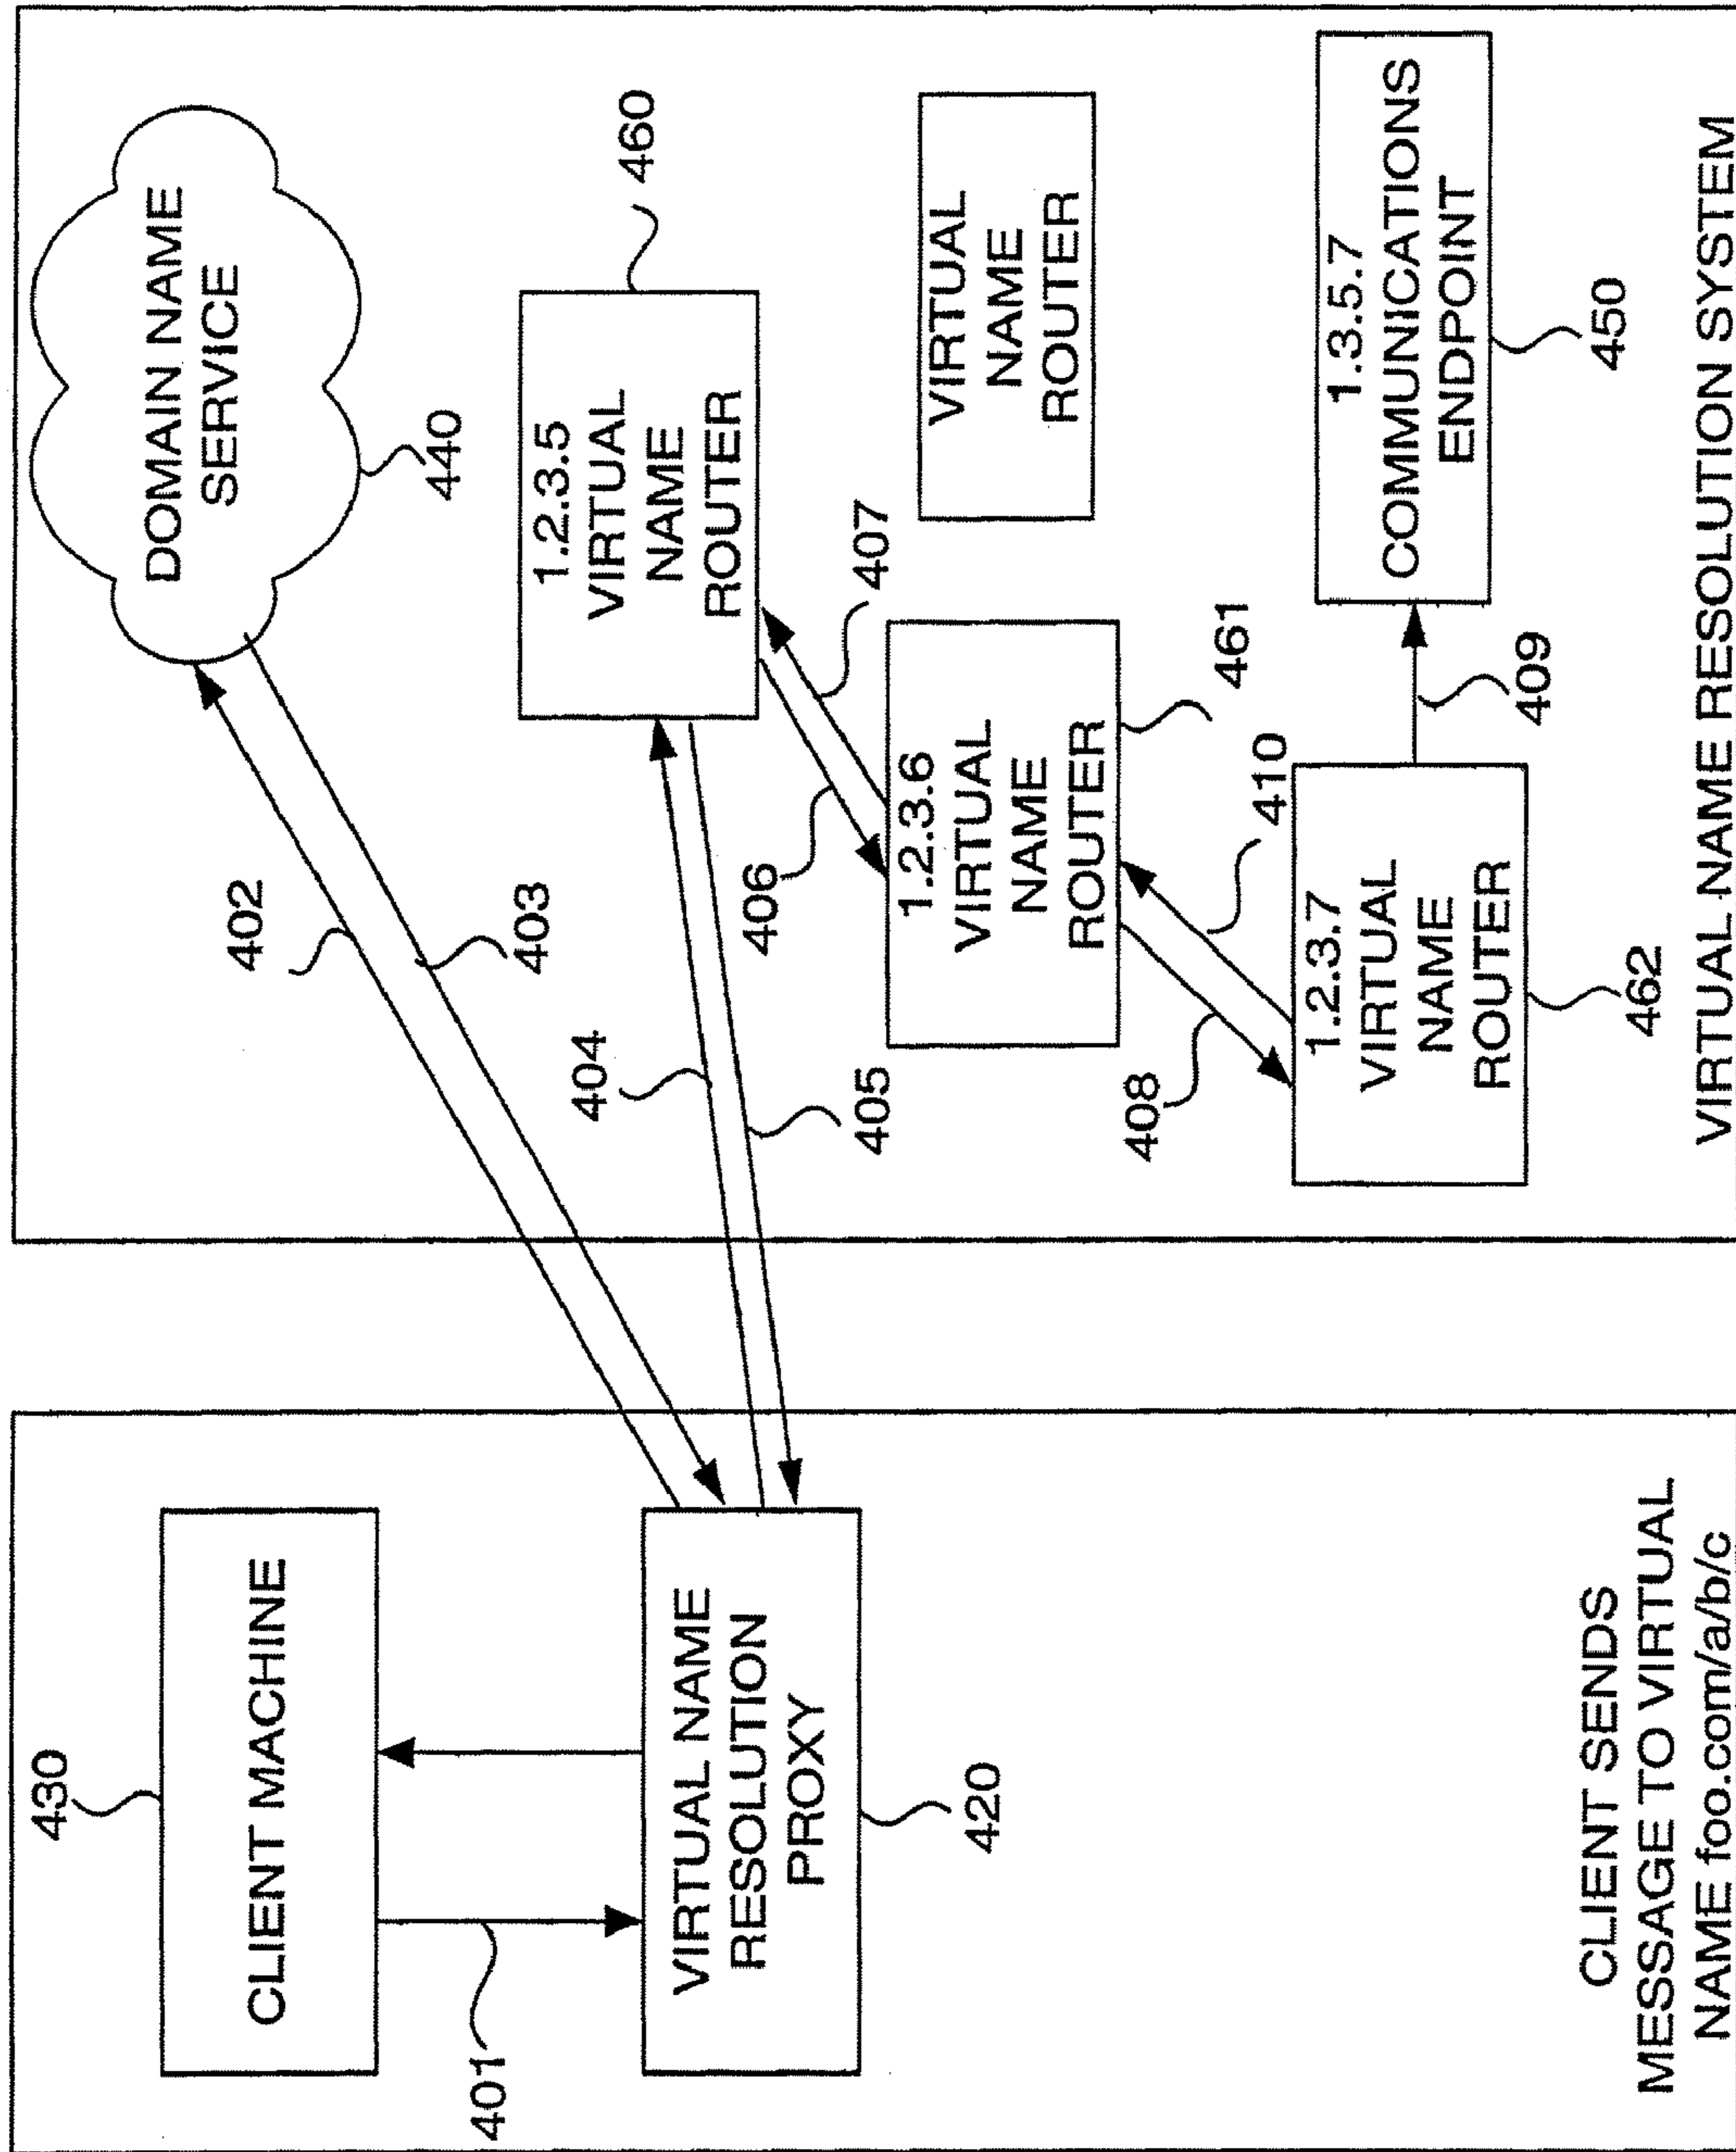 430
CLIENT MACHINE
401
VIRTUAL NAME
RESOLUTION
PROXY
420
CLIENT SENDS
MESSAGE TO VIRTUAL
NAME foo.com/a/b/c
402
403
404
405
DOMAIN NAME
SERVICE
440
1.2.3.5
VIRTUAL
NAME
ROUTER
460
406
407
1.2.3.6
VIRTUAL
NAME
ROUTER
461
VIRTUAL
NAME
ROUTER
408
410
1.2.3.7
VIRTUAL
NAME
ROUTER
462
409
1.3.5.7
COMMUNICATIONS
ENDPOINT
450
VIRTUAL NAME RESOLUTION SYSTEM